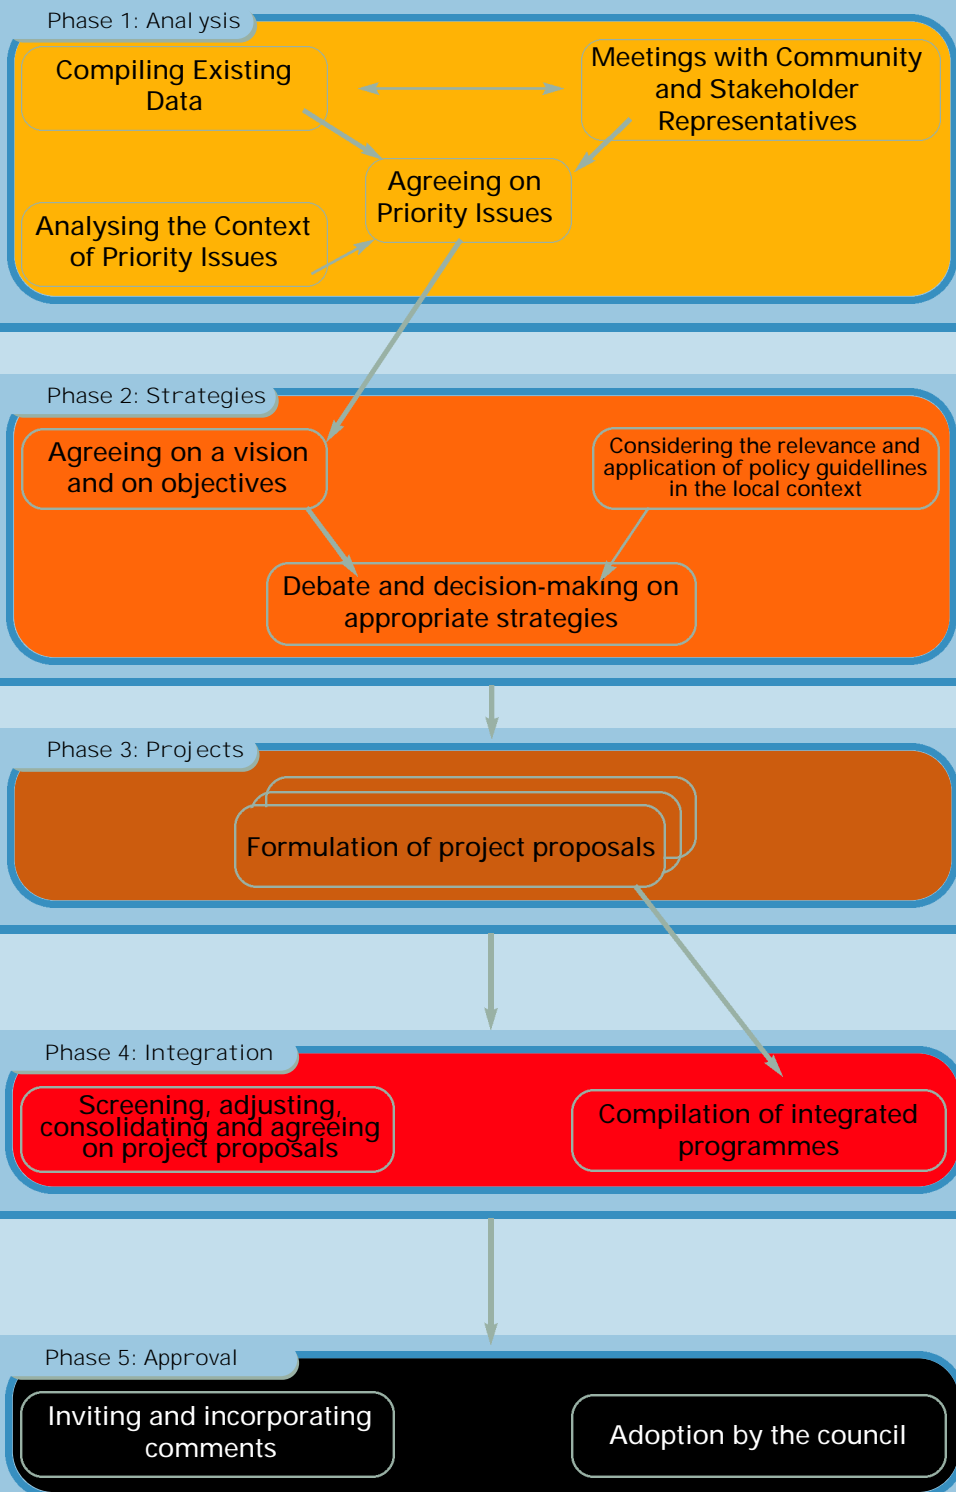 Phase 1: Analysis
Compiling Existing
Data
Meetings with Community
and Stakeholder
Representatives
Agreeing on
Priority Issues
Analysing the Context
of Priority Issues
Phase 2: Strategies
Agreeing on a vision
and on objectives
Considering the relevance and
application of policy guidellines
in the local context
Debate and decision-making on
appropriate strategies
Phase 3: Projects
Formulation of project proposals
Phase 4: Integration
Screening, adjusting,
consolidating and agreeing
on project proposals
Compilation of integrated
programmes
Phase 5: Approval
Inviting and incorporating
comments
Adoption by the council